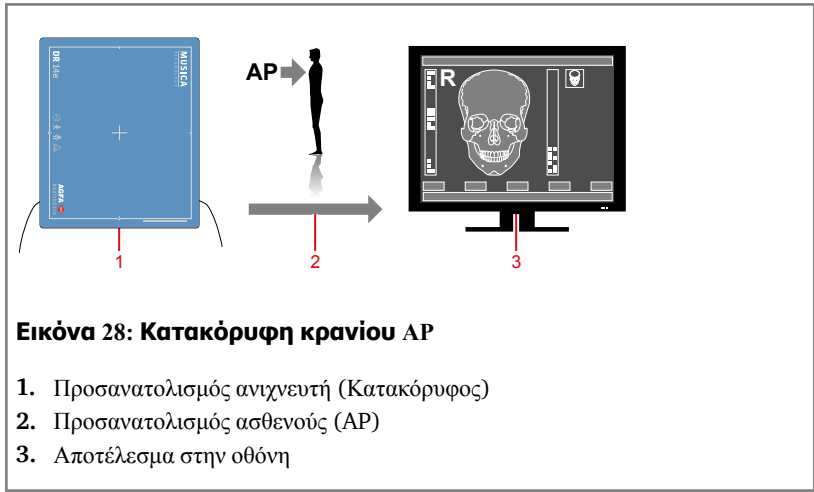 DR 14e
MUSICA
AGFA
AP
R
1
2
3
Εικόνα 28: Κατακόρυφη κρανίου AP
1. Προσανατολισμός ανιχνευτή (Κατακόρυφος)
2. Προσανατολισμός ασθενούς (AP)
3. Αποτέλεσμα στην οθόνη